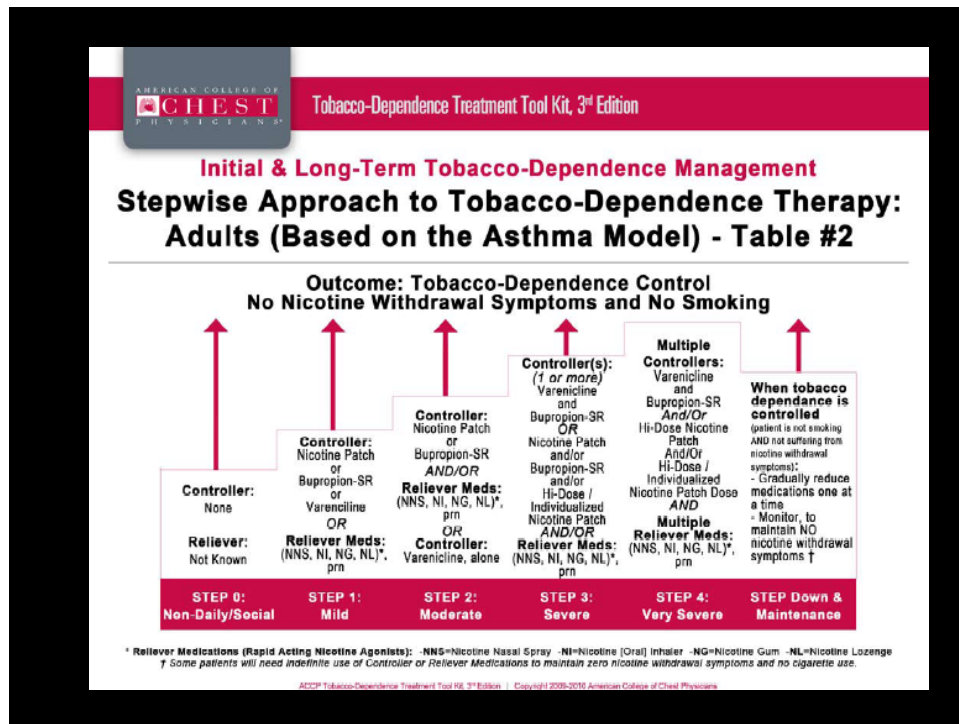 AMERICAN COLLEGE OF
CHEST
PHYSICIANS
Tobacco-Dependence Treatment Tool Kit, 3rd Edition
Initial & Long-Term Tobacco-Dependence Management
Stepwise Approach to Tobacco-Dependence Therapy:
Adults (Based on the Asthma Model) - Table #2
Outcome: Tobacco-Dependence Control
No Nicotine Withdrawal Symptoms and No Smoking
Controller:
None
Reliever:
Not Known
STEP 0:
Non-Daily/Social
Controller:
Nicotine Patch
or
Bupropion-SR
or
Vareniciline
OR
Reliever Meds:
(NNS, NI, NG, NL)*,
prn
STEP 1:
Mild
Controller:
Nicotine Patch
or
Bupropion-SR
AND/OR
Reliever Meds:
(NNS, NI, NG, NL)*,
prn
OR
Controller:
Varenicline, alone
STEP 2:
Moderate
Controller(s):
(1 or more)
Varenicline
and
Bupropion-SR
OR
Nicotine Patch
and/or
Bupropion-SR
and/or
Hi-Dose /
Individualized
Nicotine Patch
AND/OR
Reliever Meds:
(NNS, NI, NG, NL)*,
prn
STEP 3:
Severe
Multiple
Controllers:
Varenicline
and
Bupropion-SR
And/Or
Hi-Dose Nicotine
Patch
And/Or
Hi-Dose /
Individualized
Nicotine Patch Dose
AND
Multiple
Reliever Meds:
(NNS, NI, NG, NL)*,
prn
STEP 4:
Very Severe
When tobacco
dependance is
controlled
(patient is not smoking
AND not suffering from
nicotine withdrawal
symptoms):
- Gradually reduce
medications one at
a time
- Monitor, to
maintain NO
nicotine withdrawal
symptoms †
STEP Down &
Maintenance
* Reliever Medications (Rapid Acting Nicotine Agonists): -NNS=Nicotine Nasal Spray -NI=Nicotine [Oral] Inhaler -NG=Nicotine Gum -NL=Nicotine Lozenge
† Some patients will need indefinite use of Controller or Reliever Medications to maintain zero nicotine withdrawal symptoms and no cigarette use.
ACCP Tobacco-Dependence Treatment Tool Kit, 3rd Edition | Copyright 2009-2010 American College of Chest Physicians